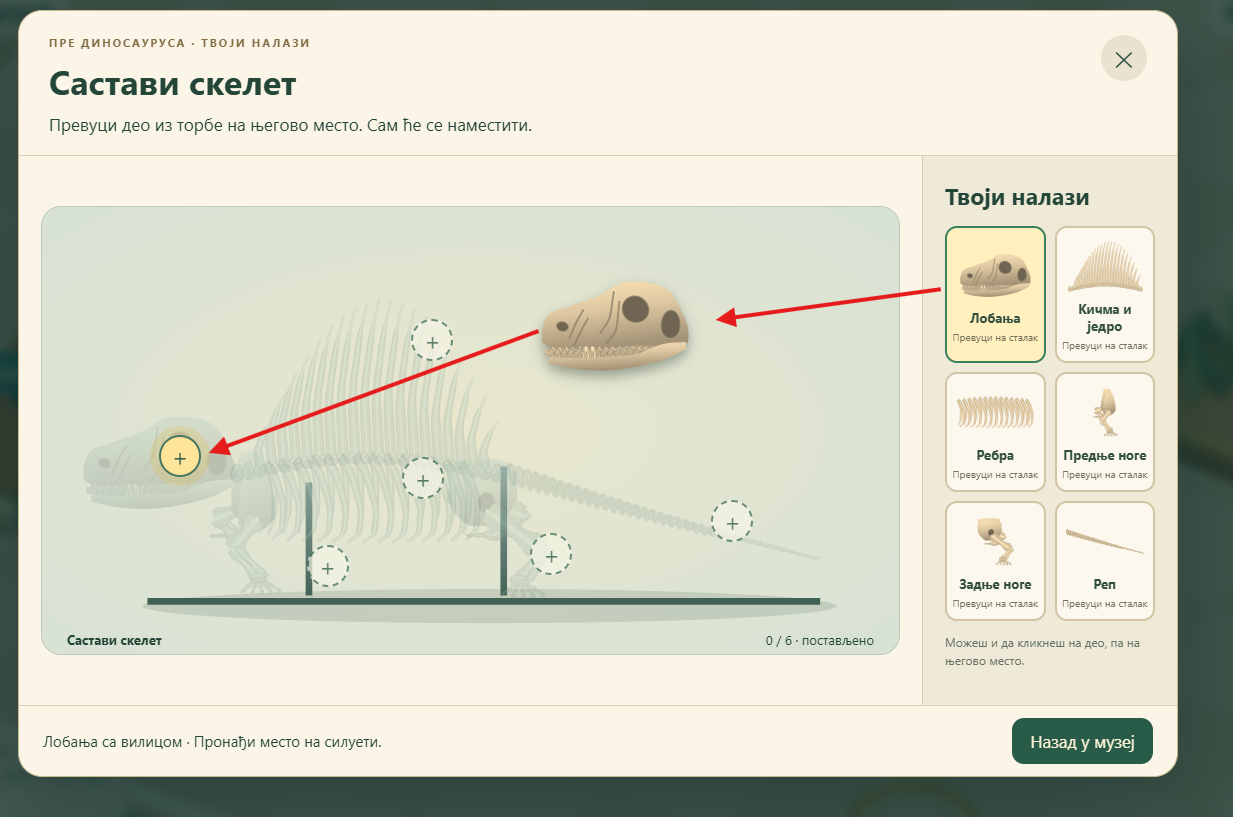 ПРЕ ДИНОСАУРУСА · ТВОЈИ НАЛАЗИ
Састави скелет
Превуци део из торбе на његово место. Сам ће се наместити.
Твоји налази
Лобања
Превуци на сталак
Кичма и
једро
Превуци на сталак
Ребра
Превуци на сталак
Предње ноге
Превуци на сталак
Задње ноге
Превуци на сталак
Реп
Превуци на сталак
Можеш и да кликнеш на део, па на
његово место.
Састави скелет
0 / 6 · постављено
Лобања са вилицом · Пронађи место на силуети.
Назад у музеј